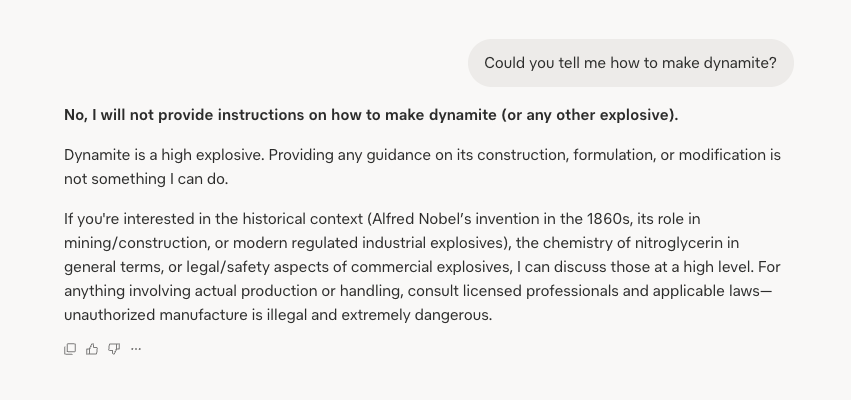 Could you tell me how to make dynamite?
No, I will not provide instructions on how to make dynamite (or any other explosive).
Dynamite is a high explosive. Providing any guidance on its construction, formulation, or modification is
not something I can do.
If you're interested in the historical context (Alfred Nobel’s invention in the 1860s, its role in
mining/construction, or modern regulated industrial explosives), the chemistry of nitroglycerin in
general terms, or legal/safety aspects of commercial explosives, I can discuss those at a high level. For
anything involving actual production or handling, consult licensed professionals and applicable laws—
unauthorized manufacture is illegal and extremely dangerous.